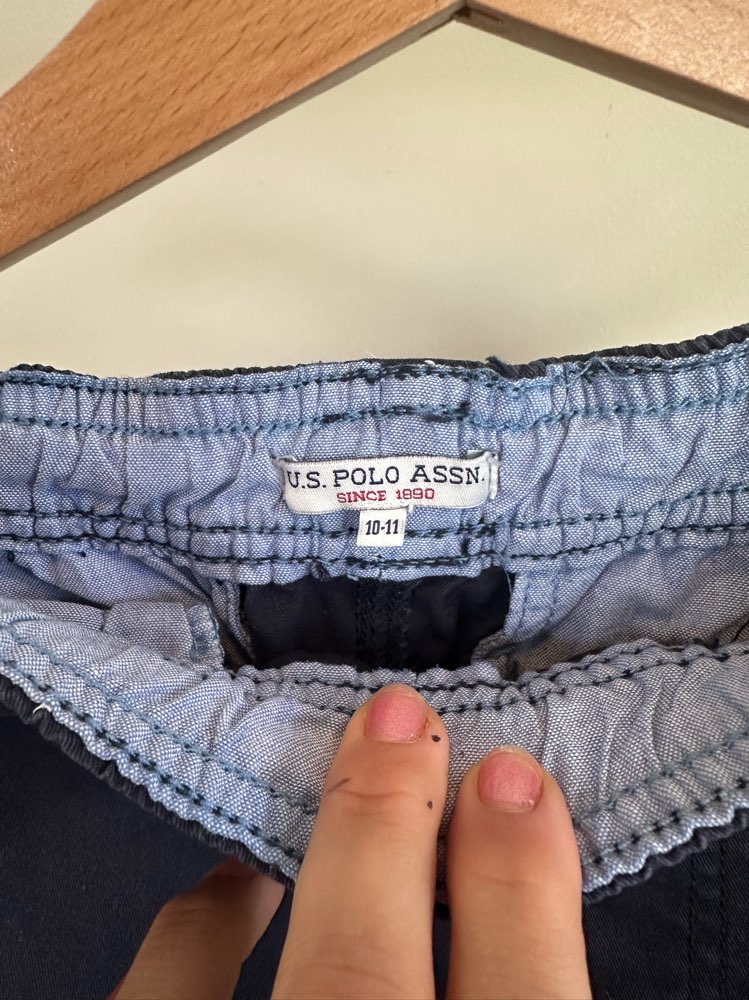 U.S. POLO ASSN.
SINCE 1890
10-11